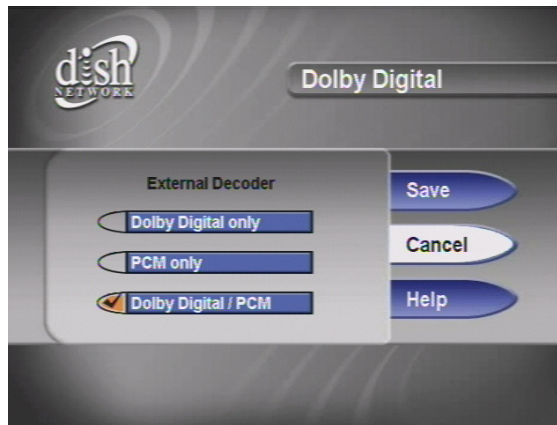 dish
NETWORK
Dolby Digital
External Decoder
Dolby Digital only
PCM only
Dolby Digital / PCM
Save
Cancel
Help